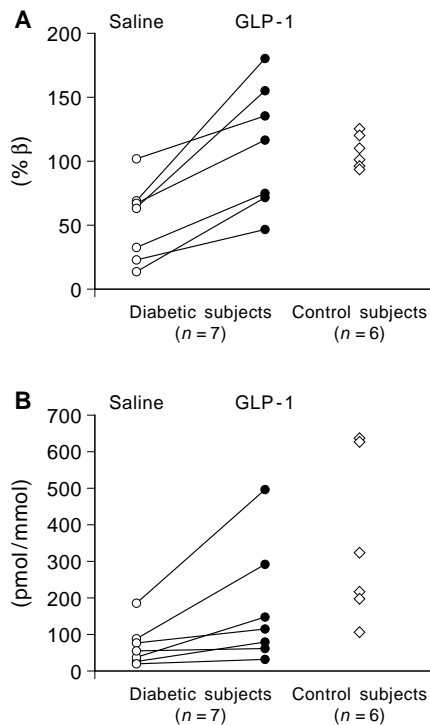 A
Saline GLP-1
200
150
100
50
0
(% β)
Diabetic subjects Control subjects
(n = 7) (n = 6)
B
Saline GLP-1
700
600
500
400
300
200
100
0
(pmol/mmol)
Diabetic subjects Control subjects
(n = 7) (n = 6)